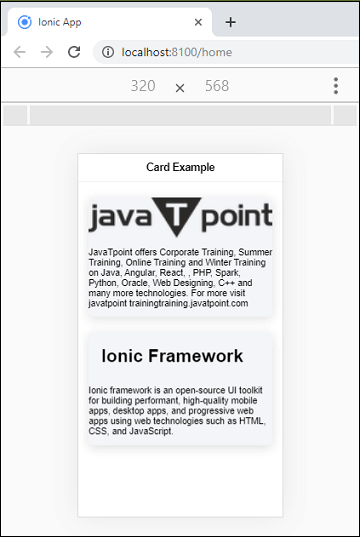 Ionic App
localhost:8100/home
320 × 568
Card Example
java T point
JavaTpoint offers Corporate Training, Summer
Training, Online Training and Winter Training
on Java, Angular, React, , PHP, Spark,
Python, Oracle, Web Designing, C++ and
many more technologies. For more visit
javatpoint trainingtraining.javatpoint.com
Ionic Framework
Ionic framework is an open-source UI toolkit
for building performant, high-quality mobile
apps, desktop apps, and progressive web
apps using web technologies such as HTML,
CSS, and JavaScript.